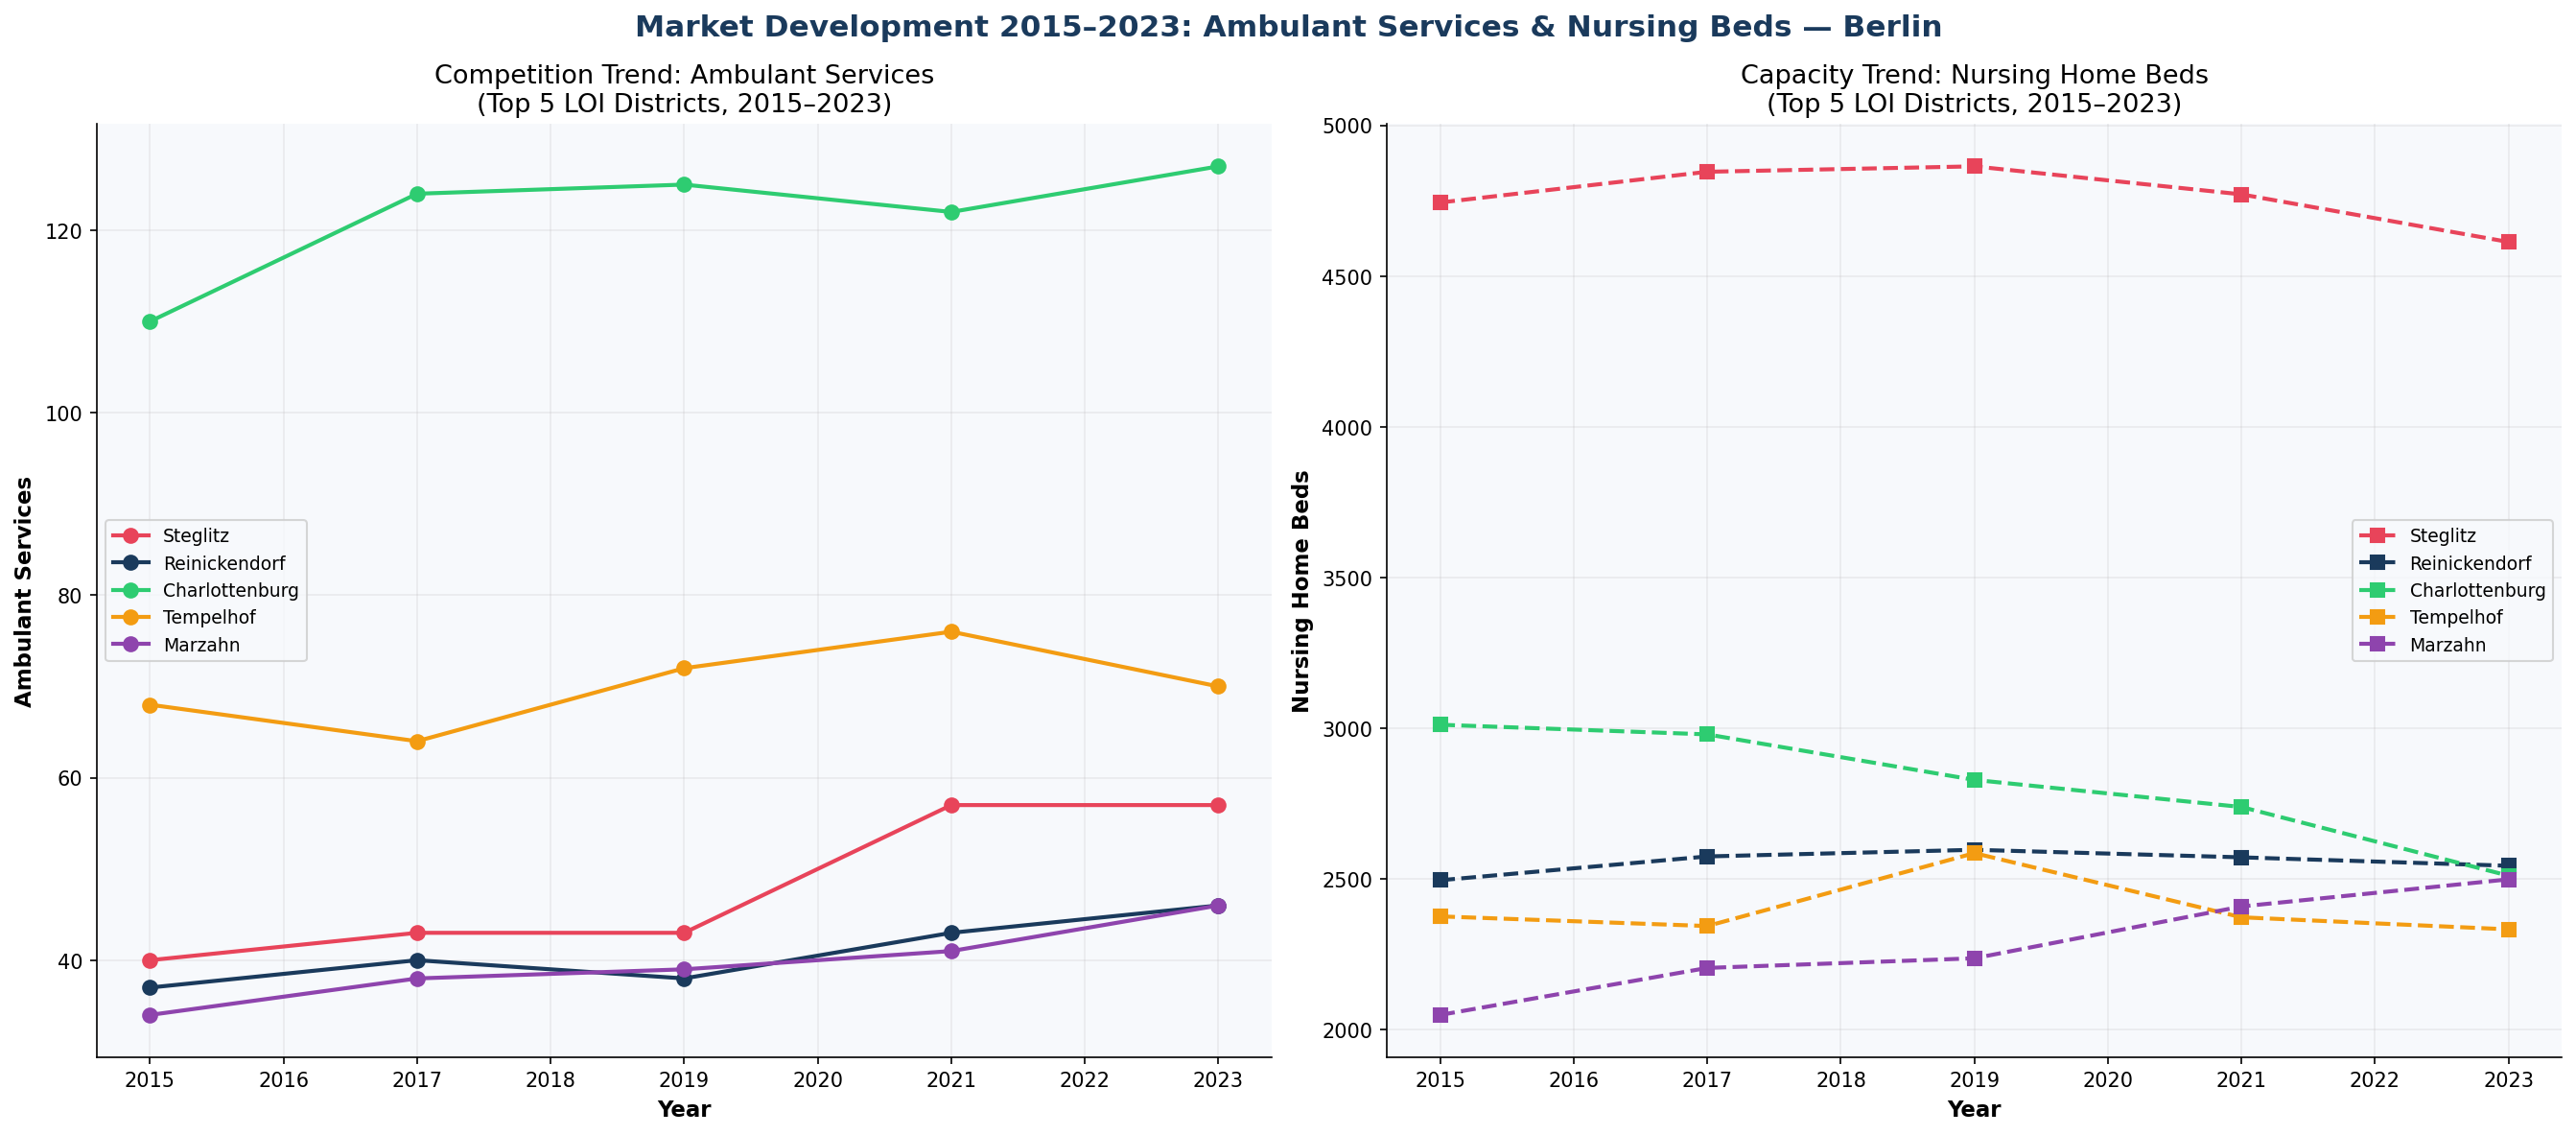 Market Development 2015–2023: Ambulant Services & Nursing Beds — Berlin
Competition Trend: Ambulant Services
(Top 5 LOI Districts, 2015–2023)
Ambulant Services
120
100
80
60
40
Steglitz
Reinickendorf
Charlottenburg
Tempelhof
Marzahn
2015 2016 2017 2018 2019 2020 2021 2022 2023
Year
Capacity Trend: Nursing Home Beds
(Top 5 LOI Districts, 2015–2023)
Nursing Home Beds
5000
4500
4000
3500
3000
2500
2000
Steglitz
Reinickendorf
Charlottenburg
Tempelhof
Marzahn
2015 2016 2017 2018 2019 2020 2021 2022 2023
Year